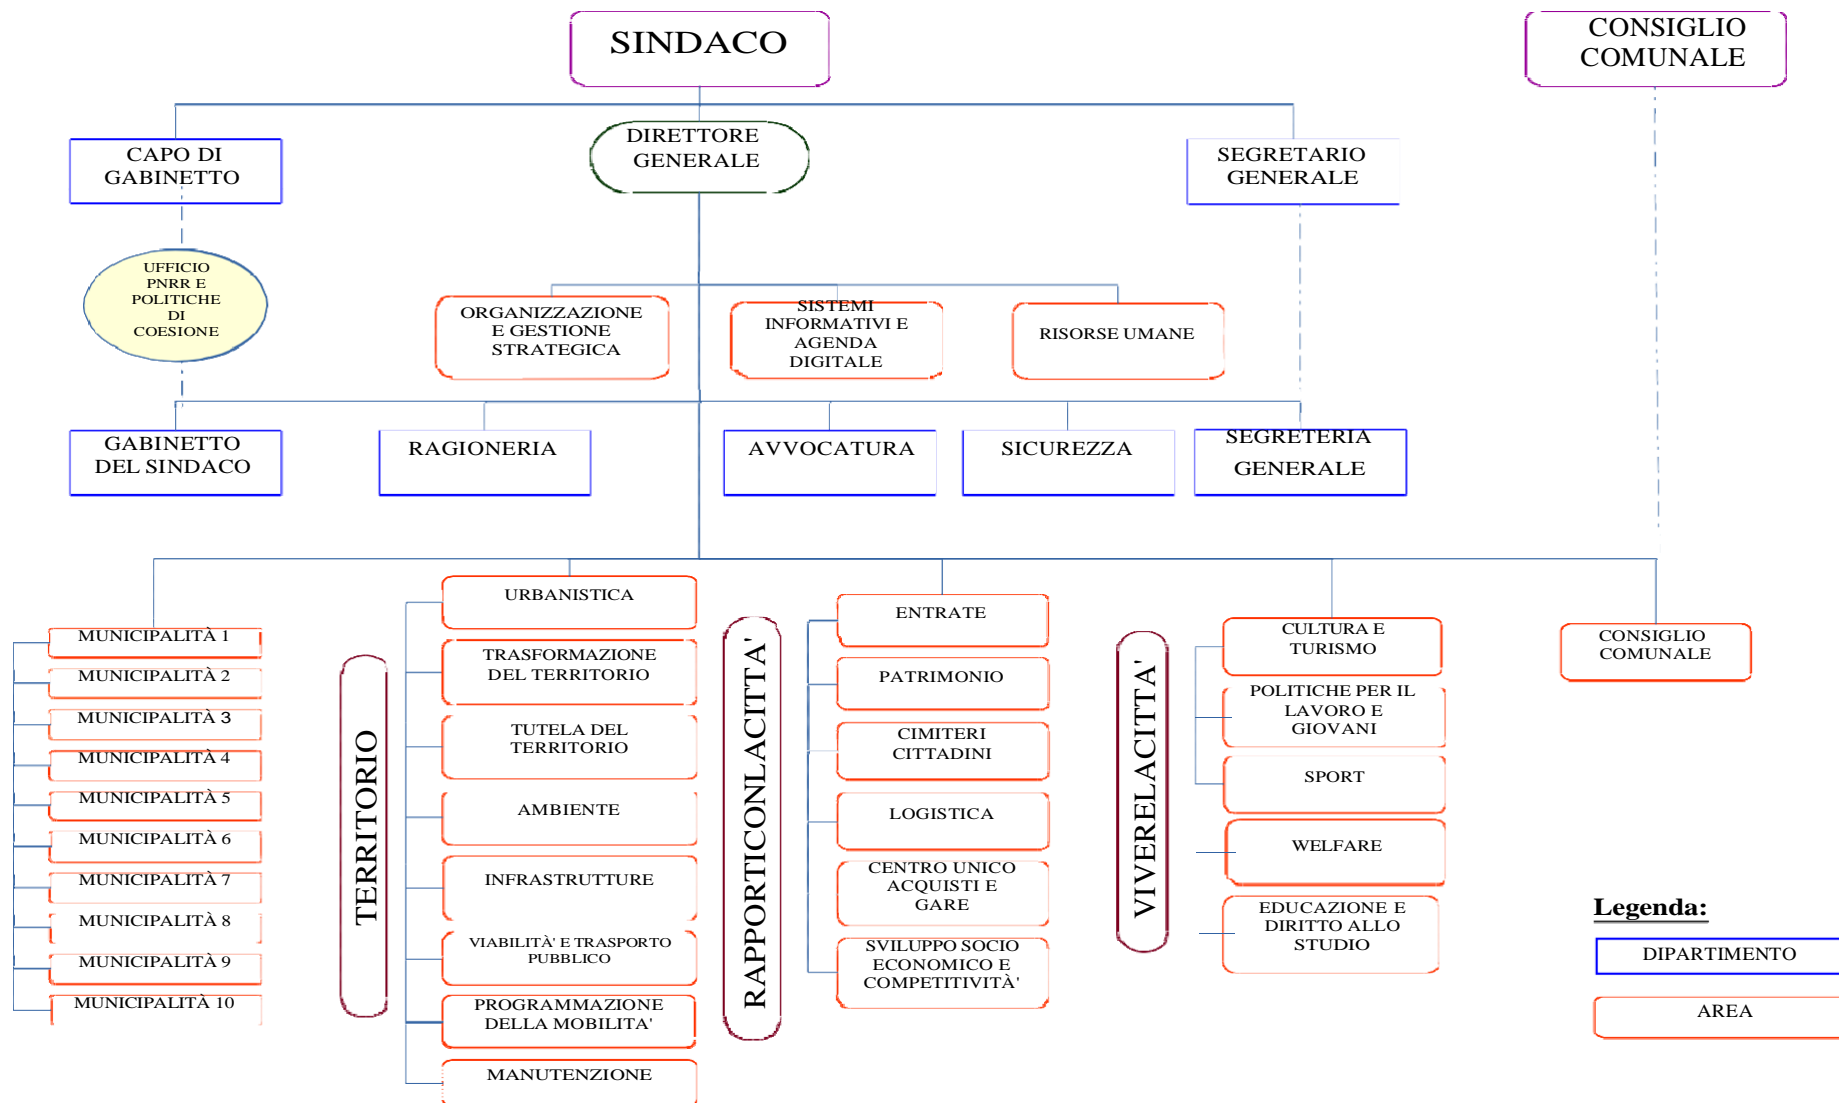 SINDACO
CONSIGLIO
COMUNALE
CAPO DI
GABINETTO
DIRETTORE
GENERALE
SEGRETARIO
GENERALE
UFFICIO
PNRR E
POLITICHE
DI
COESIONE
ORGANIZZAZIONE
E GESTIONE
STRATEGICA
SISTEMI
INFORMATIVI E
AGENDA
DIGITALE
RISORSE UMANE
GABINETTO
DEL SINDACO
RAGIONERIA
AVVOCATURA
SICUREZZA
SEGRETERIA
GENERALE
MUNICIPALITÀ 1
MUNICIPALITÀ 2
MUNICIPALITÀ 3
MUNICIPALITÀ 4
MUNICIPALITÀ 5
MUNICIPALITÀ 6
MUNICIPALITÀ 7
MUNICIPALITÀ 8
MUNICIPALITÀ 9
MUNICIPALITÀ 10
TERRITORIO
URBANISTICA
TRASFORMAZIONE
DEL TERRITORIO
TUTELA DEL
TERRITORIO
AMBIENTE
INFRASTRUTTURE
VIABILITÀ' E TRASPORTO
PUBBLICO
PROGRAMMAZIONE
DELLA MOBILITA'
MANUTENZIONE
RAPPORTICONLACITTA'
ENTRATE
PATRIMONIO
CIMITERI
CITTADINI
LOGISTICA
CENTRO UNICO
ACQUISTI E
GARE
SVILUPPO SOCIO
ECONOMICO E
COMPETITIVITÀ'
VIVERELACITTA'
CULTURA E
TURISMO
POLITICHE PER IL
LAVORO E
GIOVANI
SPORT
WELFARE
EDUCAZIONE E
DIRITTO ALLO
STUDIO
CONSIGLIO
COMUNALE
Legenda:
DIPARTIMENTO
AREA